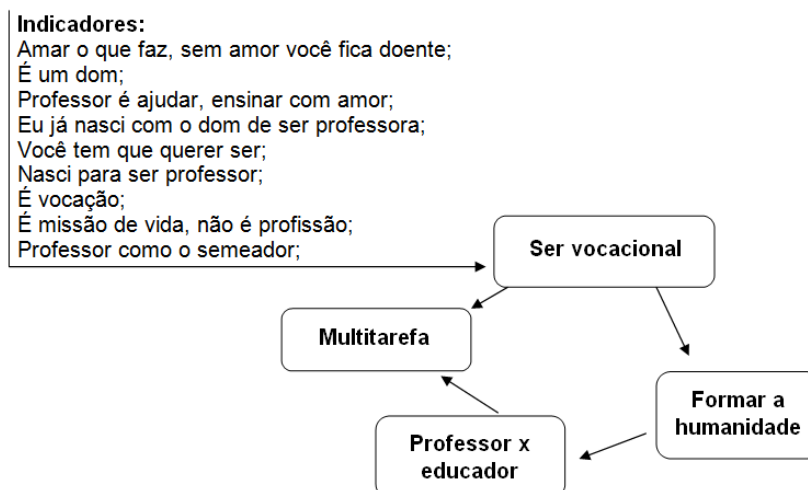 Indicadores:
Amar o que faz, sem amor você fica doente;
É um dom;
Professor é ajudar, ensinar com amor;
Eu já nasci com o dom de ser professora;
Você tem que querer ser;
Nasci para ser professor;
É vocação;
É missão de vida, não é profissão;
Professor como o semeador;
Ser vocacional
Multitarefa
Formar a
humanidade
Professor x
educador